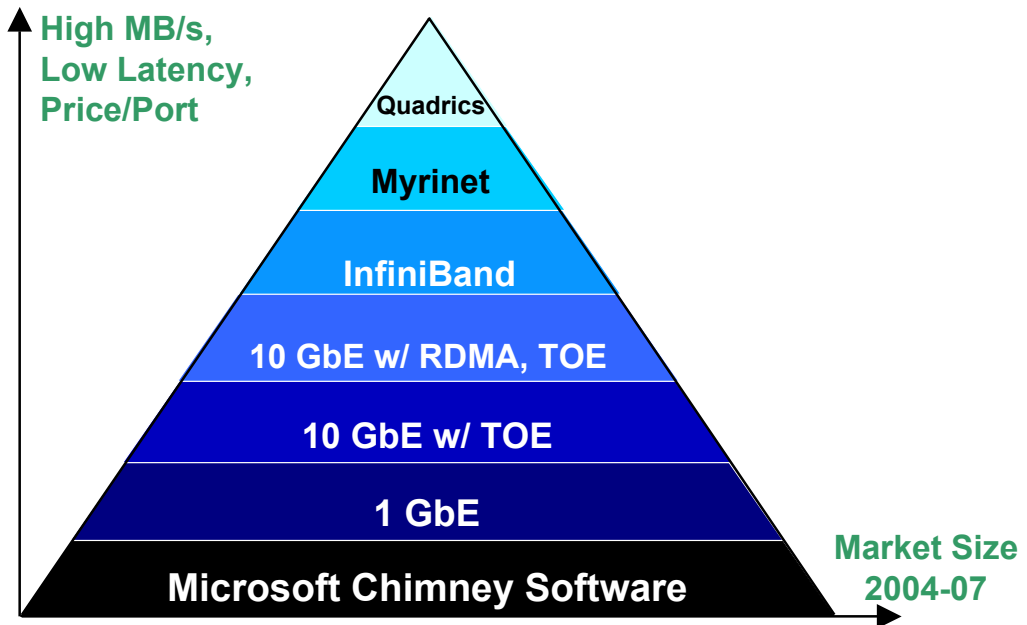 High MB/s,
Low Latency,
Price/Port
Quadrics
Myrinet
InfiniBand
10 GbE w/ RDMA, TOE
10 GbE w/ TOE
1 GbE
Microsoft Chimney Software
Market Size
2004-07